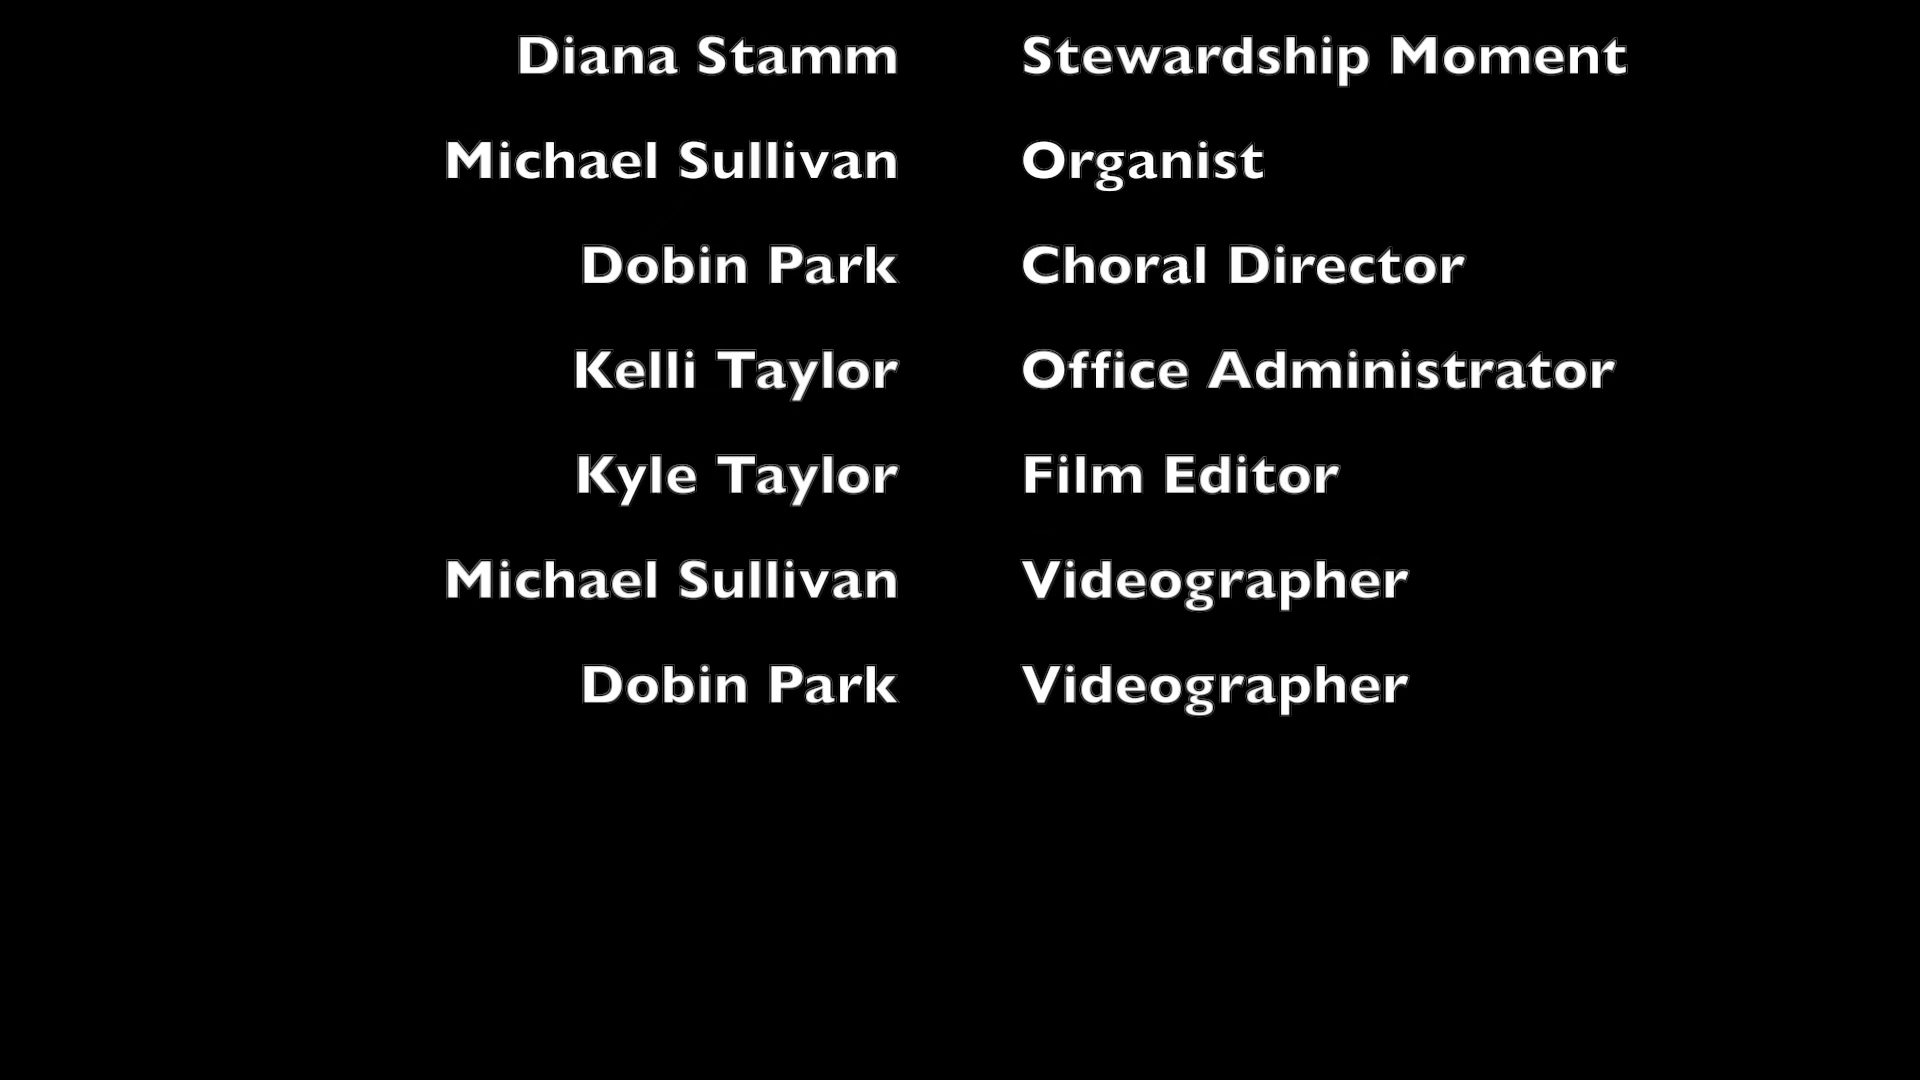 Diana Stamm Stewardship Moment
Michael Sullivan Organist
Dobin Park Choral Director
Kelli Taylor Office Administrator
Kyle Taylor Film Editor
Michael Sullivan Videographer
Dobin Park Videographer